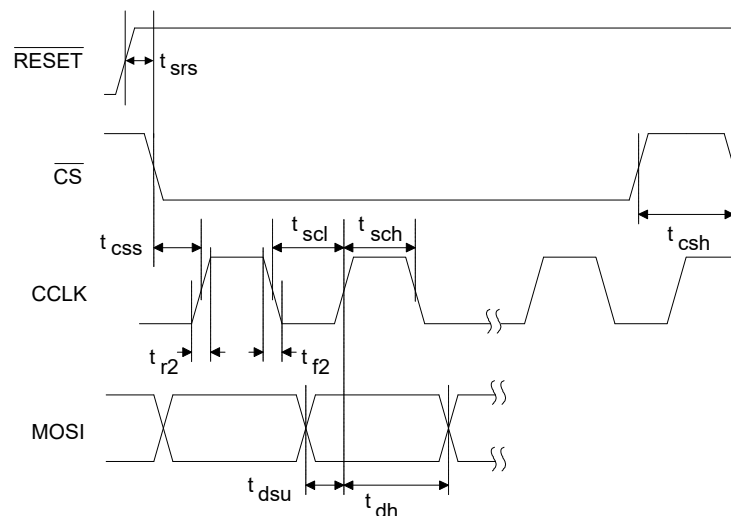 RESET
t srs
CS
t css
t scl
t sch
t csh
CCLK
t r2
t f2
MOSI
t dsu
t dh